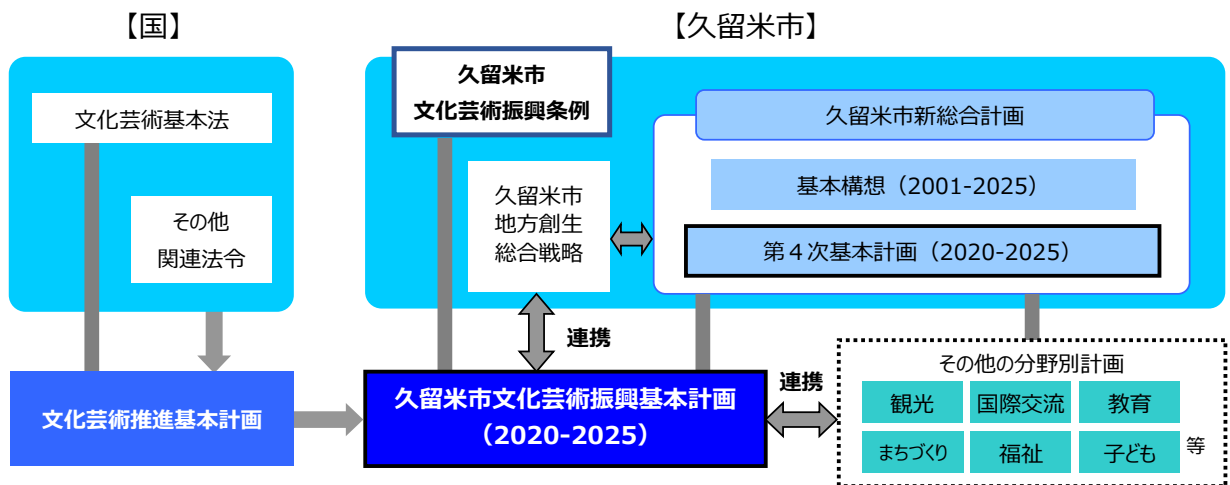 【国】
文化芸術基本法
その他
関連法令
文化芸術推進基本計画
【久留米市】
久留米市
文化芸術振興条例
久留米市新総合計画
基本構想（2001-2025）
第４次基本計画（2020-2025）
久留米市
地方創生
総合戦略
連携
久留米市文化芸術振興基本計画
（2020-2025）
連携
その他の分野別計画
観光 国際交流 教育
まちづくり 福祉 子ども 等